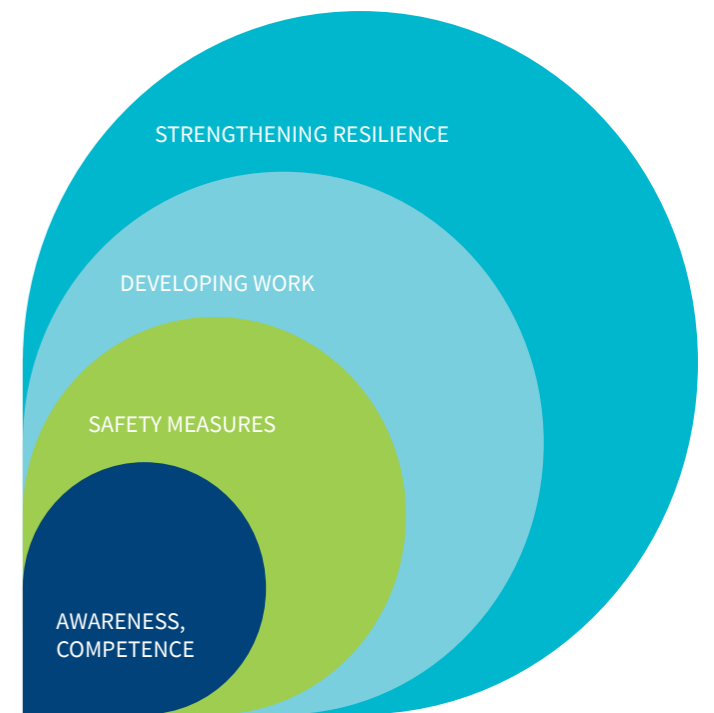 STRENGTHENING RESILIENCE
DEVELOPING WORK
SAFETY MEASURES
AWARENESS,
COMPETENCE